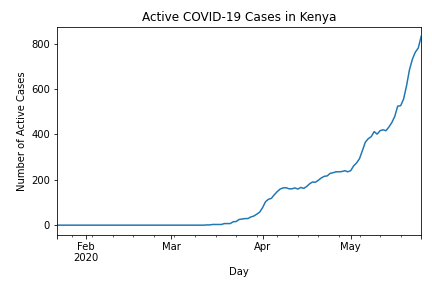 Active COVID-19 Cases in Kenya
Number of Active Cases
800
600
400
200
0
Feb Mar Apr May
2020
Day